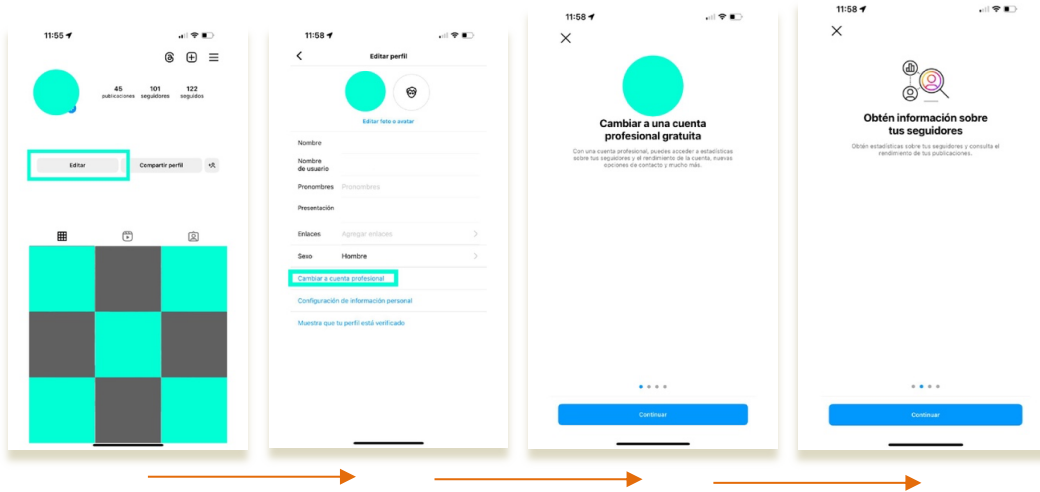 11:55
45 101 122
publicaciones seguidores seguidos
Editar
Compartir perfil
11:58
Editar perfil
Editar foto o avatar
Nombre
Nombre
de usuario
Pronombres Pronombres
Presentación
Enlaces Agregar enlaces
Sexo Hombre
Cambiar a cuenta profesional
Configuración de información personal
Muestra que tu perfil está verificado
11:58
Cambiar a una cuenta
profesional gratuita
Con una cuenta profesional, puedes acceder a estadísticas
sobre tus seguidores y el rendimiento de la cuenta, nuevas
opciones de contacto y mucho más.
Continuar
11:58
Obtén información sobre
tus seguidores
Obtén estadísticas sobre tus seguidores y consulta el
rendimiento de tus publicaciones.
Continuar